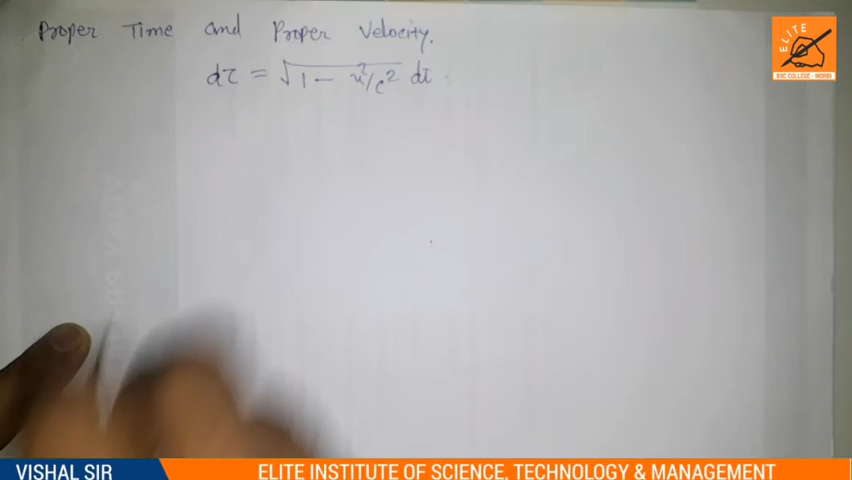 Proper Time and Proper Velocity.
dτ = √1 - u²/c² dt
ELITE
BSC COLLEGE : MORBI
VISHAL SIR
ELITE INSTITUTE OF SCIENCE, TECHNOLOGY & MANAGEMENT